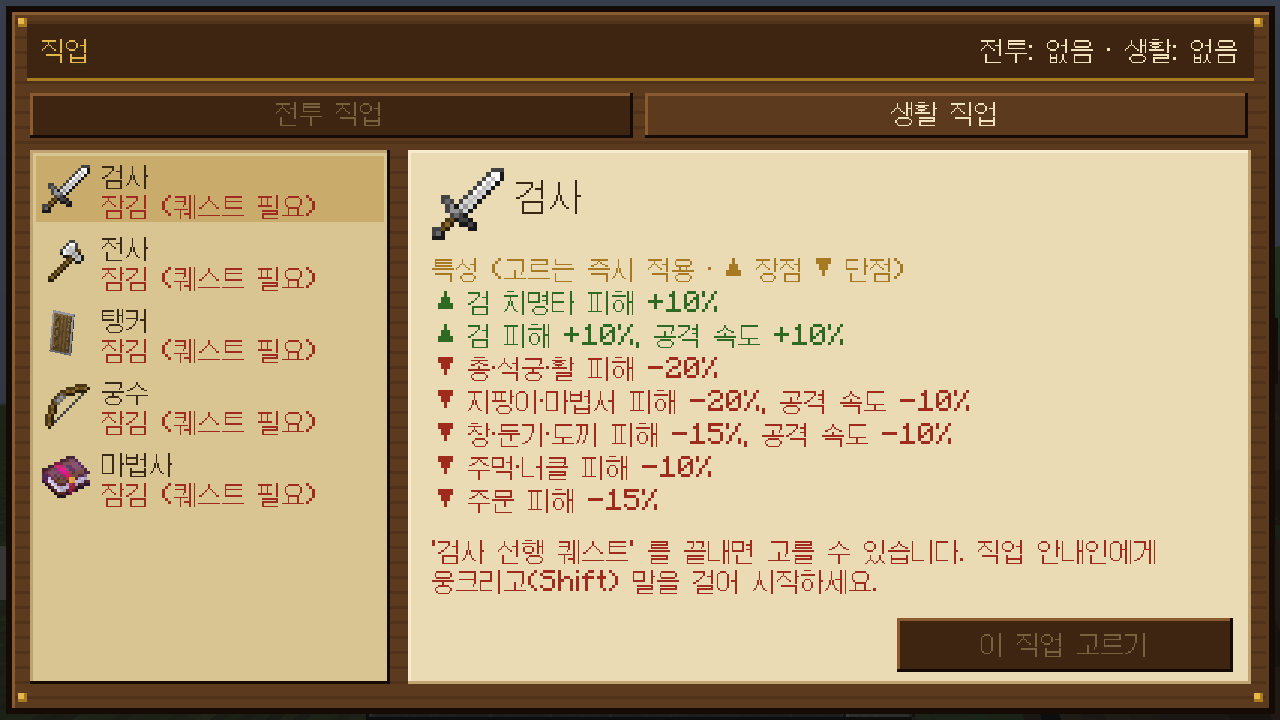 직업
전투: 없음 · 생활: 없음
전투 직업
생활 직업
검사
잠김 (퀘스트 필요)
전사
잠김 (퀘스트 필요)
탱커
잠김 (퀘스트 필요)
궁수
잠김 (퀘스트 필요)
마법사
잠김 (퀘스트 필요)
검사
특성 (고르는 즉시 적용 · ▲ 장점 ▼ 단점)
▲ 검 치명타 피해 +10%
▲ 검 피해 +10%, 공격 속도 +10%
▼ 총·석궁·활 피해 -20%
▼ 지팡이·마법서 피해 -20%, 공격 속도 -10%
▼ 창·둔기·도끼 피해 -15%, 공격 속도 -10%
▼ 주먹·너클 피해 -10%
▼ 주문 피해 -15%
'검사 선행 퀘스트' 를 끝내면 고를 수 있습니다. 직업 안내인에게
웅크리고(Shift) 말을 걸어 시작하세요.
이 직업 고르기